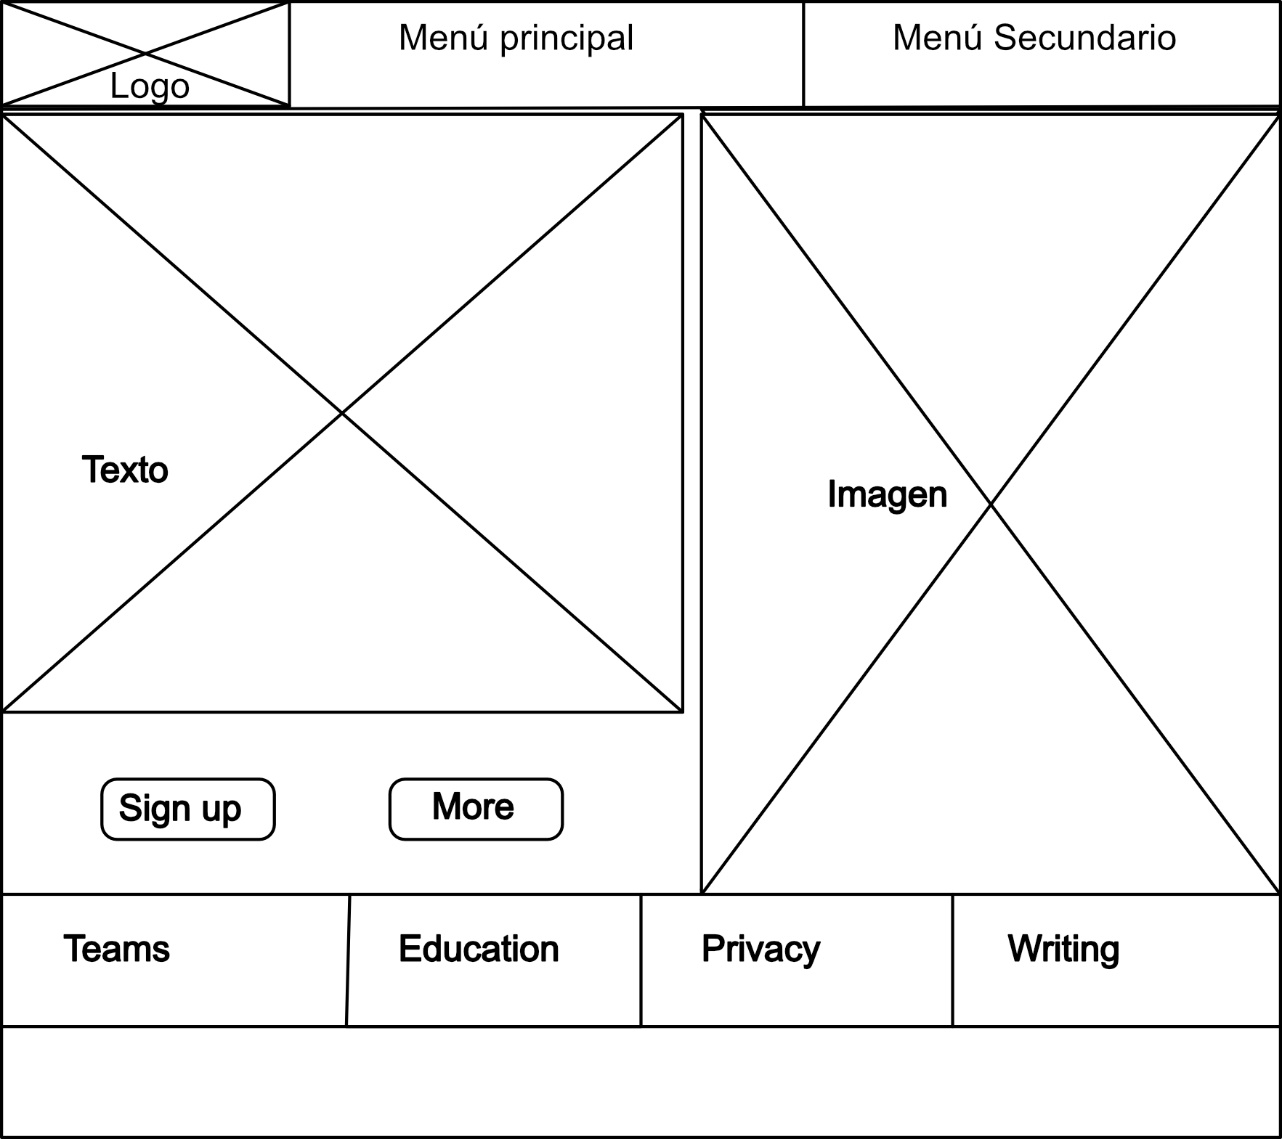 Logo
Menú principal
Menú Secundario
Texto
Imagen
Sign up
More
Teams
Education
Privacy
Writing